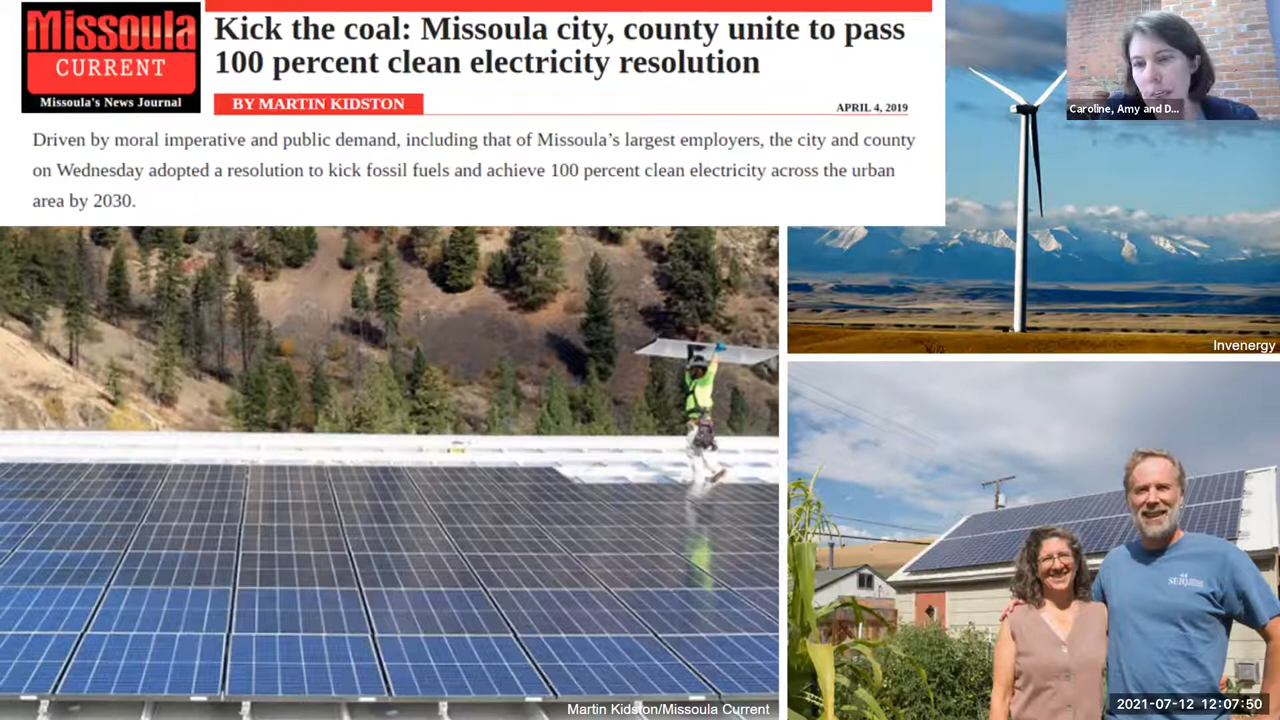 Missoula
CURRENT
Missoula's News Journal
Kick the coal: Missoula city, county unite to pass
100 percent clean electricity resolution
BY MARTIN KIDSTON
APRIL 4, 2019
Driven by moral imperative and public demand, including that of Missoula’s largest employers, the city and county
on Wednesday adopted a resolution to kick fossil fuels and achieve 100 percent clean electricity across the urban
area by 2030.
Caroline, Amy and D...
Invenergy
Martin Kidston/Missoula Current
2021-07-12 12:07:50